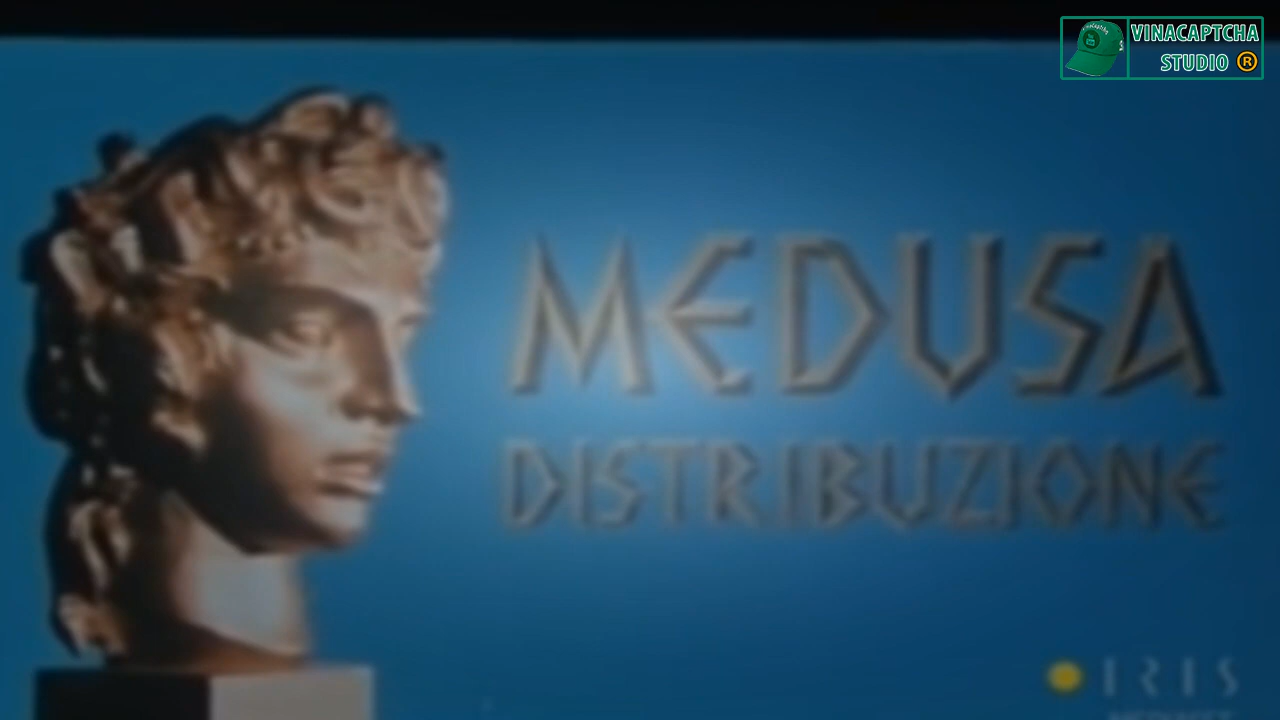 VINACAPTCHA
STUDIO ®
MEDUSA
DISTRIBUZIONE
IRIS